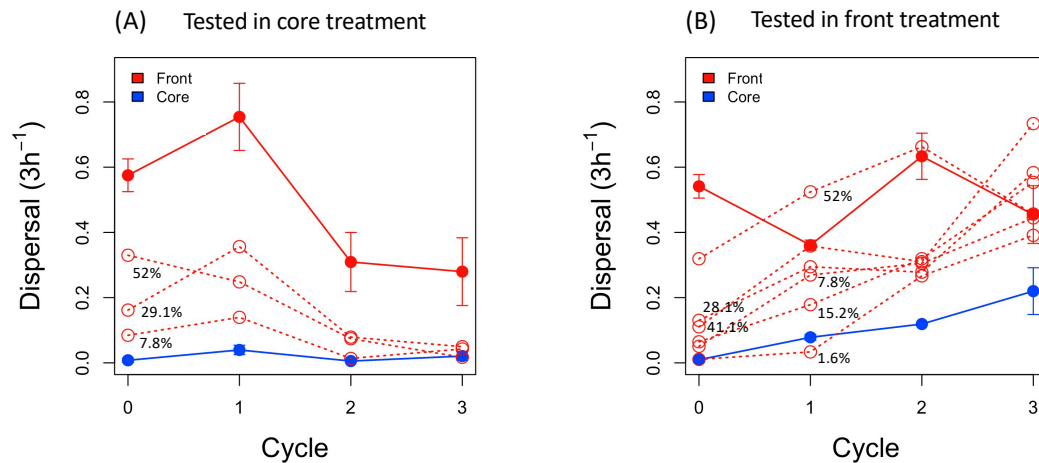 (A) Tested in core treatment
Front
Core
Dispersal (3h⁻¹)
0.8
0.6
0.4
0.2
0.0
52%
29.1%
7.8%
0 1 2 3
Cycle
(B) Tested in front treatment
Front
Core
Dispersal (3h⁻¹)
0.8
0.6
0.4
0.2
0.0
52%
28.1%
7.8%
41.1%
15.2%
1.6%
0 1 2 3
Cycle